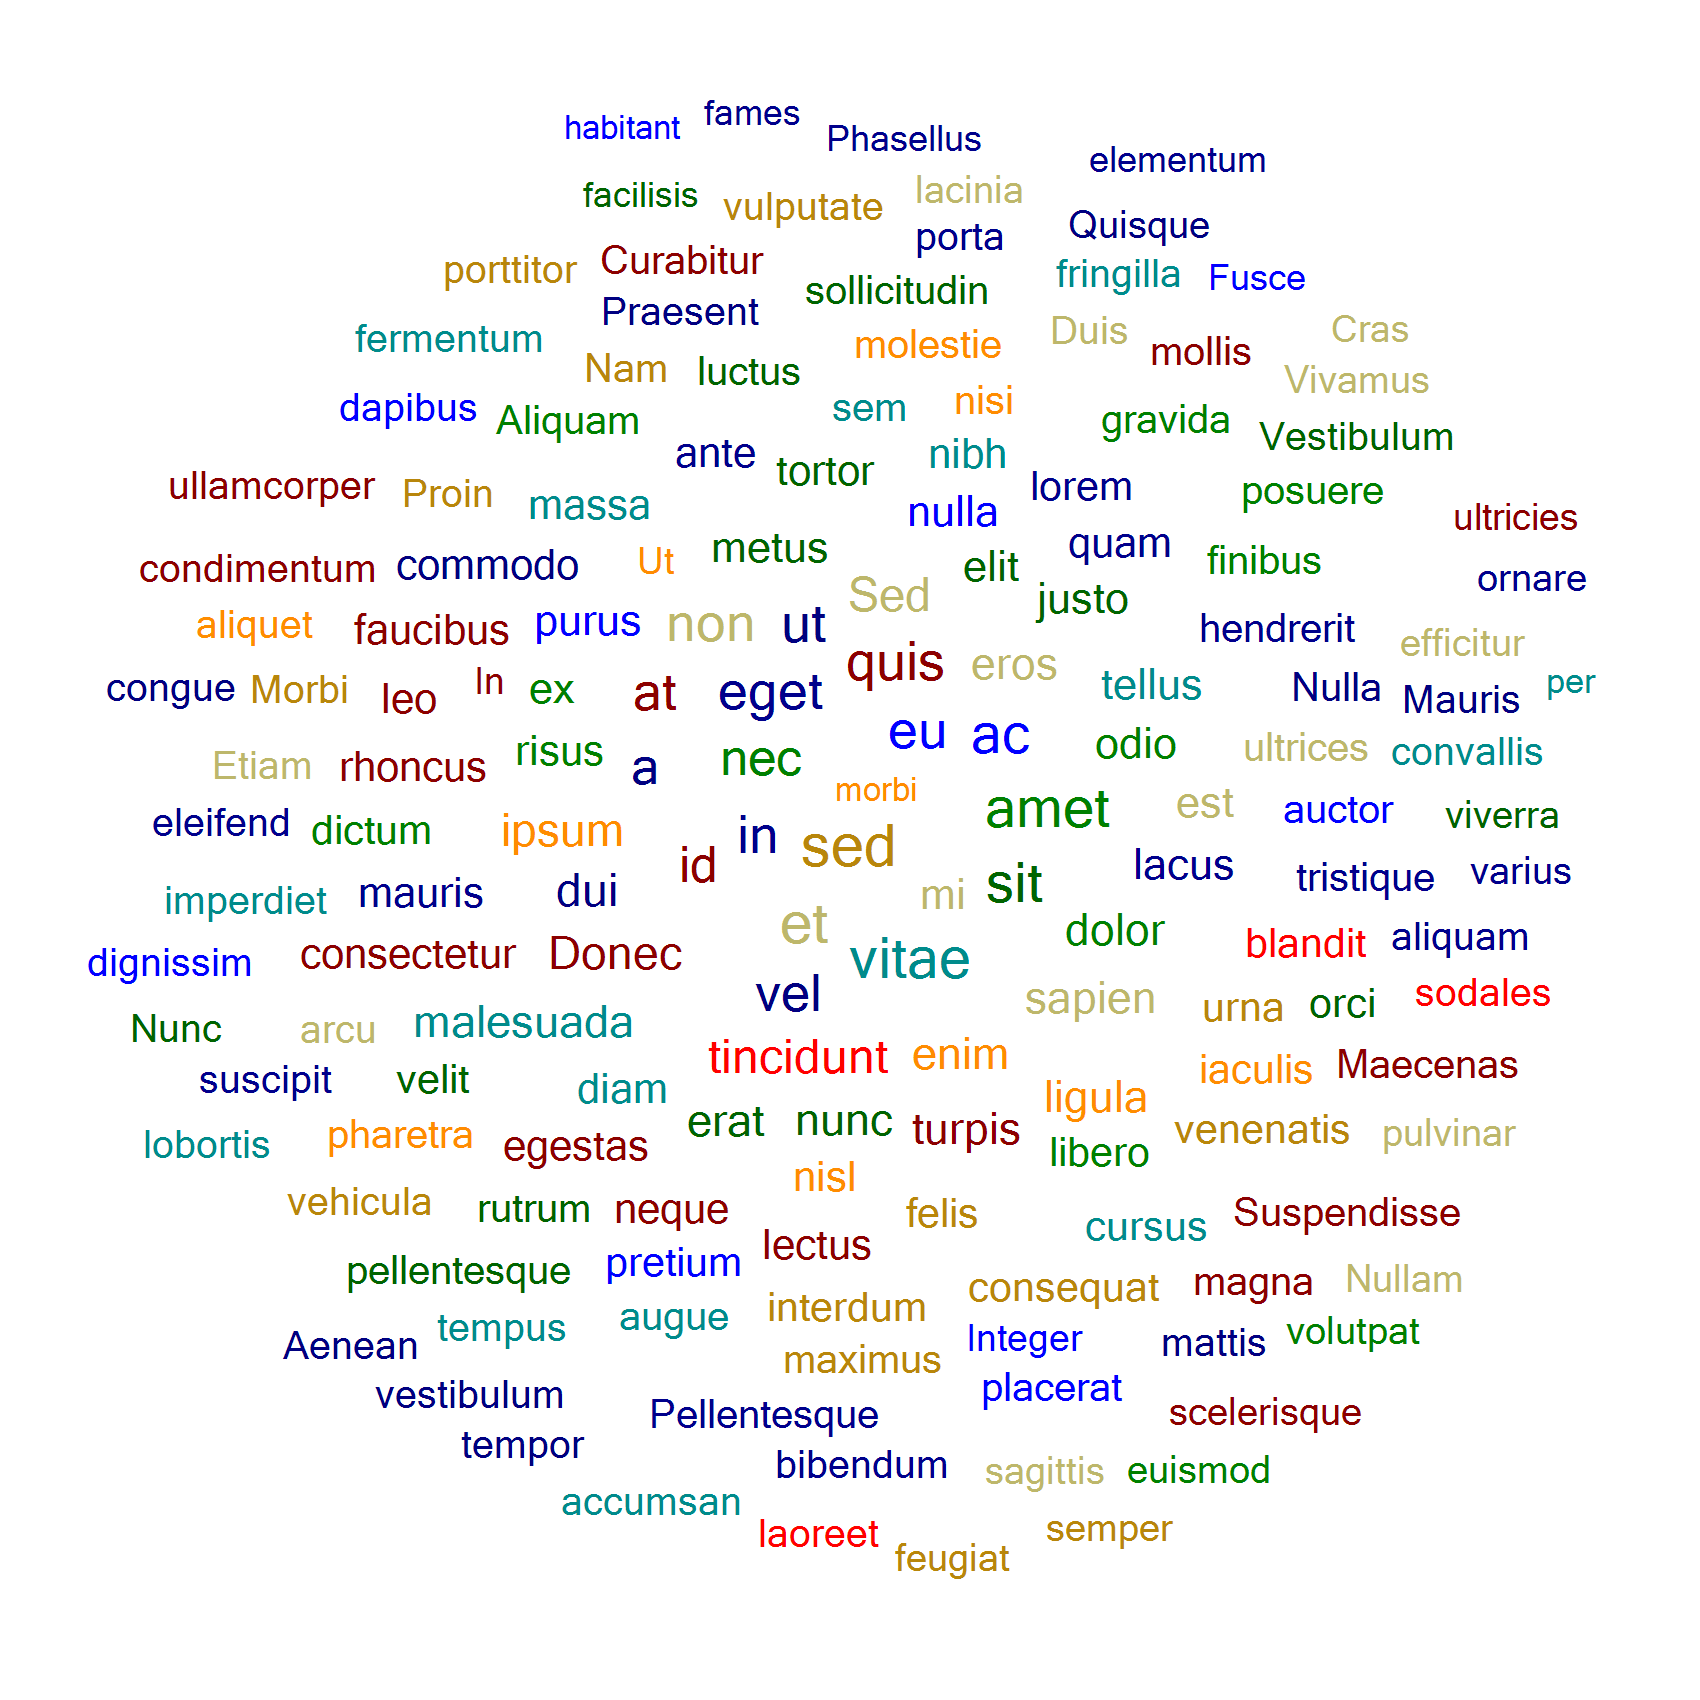 habitant
fames
Phasellus
elementum
facilisis
vulputate
lacinia
Quisque
porta
porttitor
Curabitur
sollicitudin
fringilla
Fusce
Praesent
fermentum
molestie
Duis
Cras
mollis
Nam
luctus
Vivamus
dapibus
Aliquam
sem
nisi
gravida
Vestibulum
ante
tortor
nibh
ullamcorper
Proin
massa
lorem
posuere
nulla
ultricies
condimentum
commodo
Ut
metus
elit
quam
finibus
ornare
Sed
justo
aliquet
faucibus
purus
non
ut
hendrerit
efficitur
quis
eros
congue
Morbi
leo
In
ex
at
eget
tellus
Nulla
Mauris
per
eu
ac
odio
ultrices
convallis
Etiam
rhoncus
risus
a
nec
morbi
amet
est
auctor
viverra
eleifend
dictum
ipsum
in
sed
id
lacus
tristique
varius
imperdiet
mauris
dui
mi
sit
et
dolor
blandit
aliquam
dignissim
consectetur
Donec
vitae
vel
sapien
urna
orci
sodales
Nunc
arcu
malesuada
tincidunt
enim
iaculis
Maecenas
suscipit
velit
diam
ligula
erat
nunc
turpis
venenatis
pulvinar
lobortis
pharetra
egestas
libero
nisl
vehicula
rutrum
neque
felis
cursus
Suspendisse
lectus
pellentesque
pretium
consequat
magna
Nullam
interdum
Aenean
tempus
augue
Integer
mattis
volutpat
maximus
vestibulum
placerat
Pellentesque
scelerisque
tempor
bibendum
sagittis
euismod
accumsan
laoreet
semper
feugiat